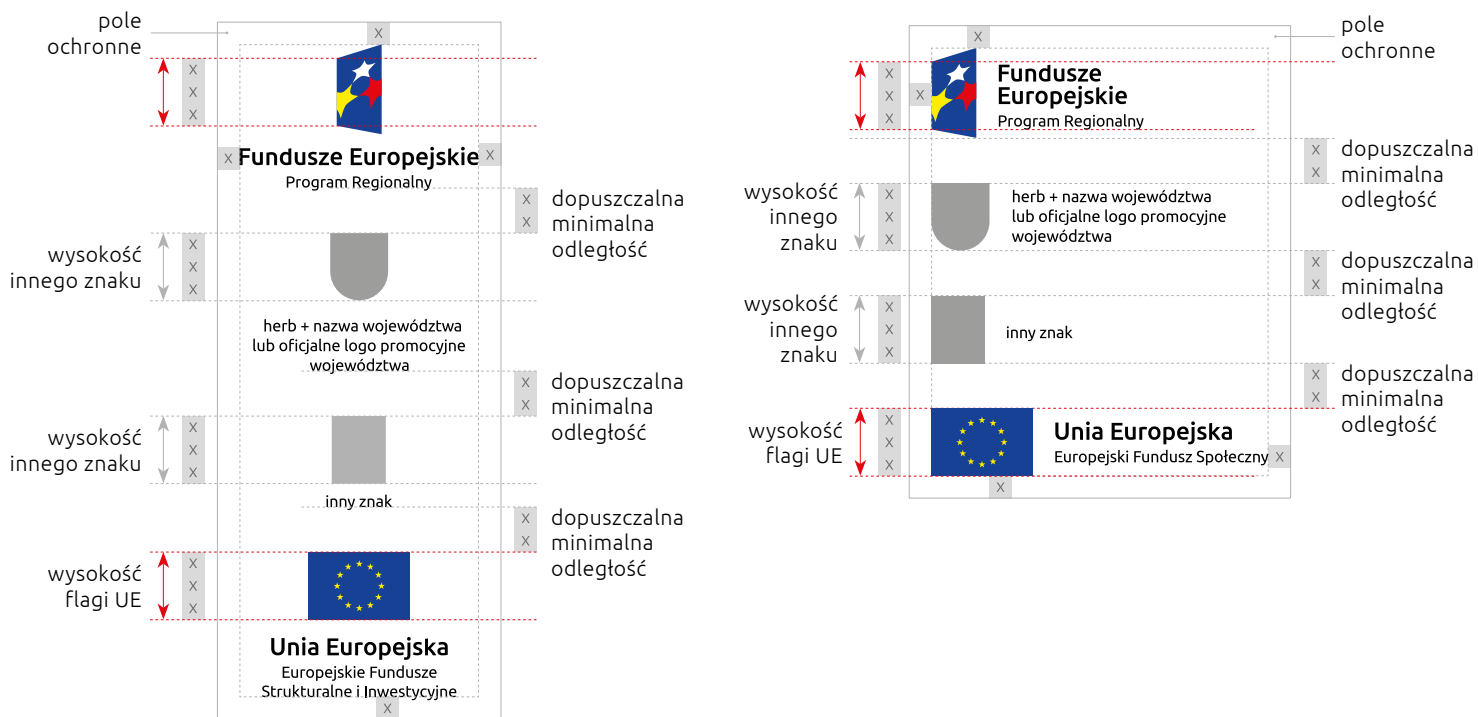 pole
ochronne
X
X
X
X
X
Fundusze Europejskie
X
Program Regionalny
X
X
dopuszczalna
minimalna
odległość
wysokość
innego znaku
X
X
X
herb + nazwa województwa
lub oficjalne logo promocyjne
województwa
X
X
dopuszczalna
minimalna
odległość
wysokość
innego znaku
X
X
X
inny znak
X
X
dopuszczalna
minimalna
odległość
wysokość
flagi UE
X
X
X
Unia Europejska
Europejskie Fundusze
Strukturalne i Inwestycyjne
X
pole
ochronne
X
X
X
X
X
Fundusze
Europejskie
Program Regionalny
X
X
dopuszczalna
minimalna
odległość
wysokość
innego
znaku
X
X
X
herb + nazwa województwa
lub oficjalne logo promocyjne
województwa
X
X
dopuszczalna
minimalna
odległość
wysokość
innego
znaku
X
X
X
inny znak
X
X
dopuszczalna
minimalna
odległość
wysokość
flagi UE
X
X
X
Unia Europejska
Europejski Fundusz Społeczny
X
X